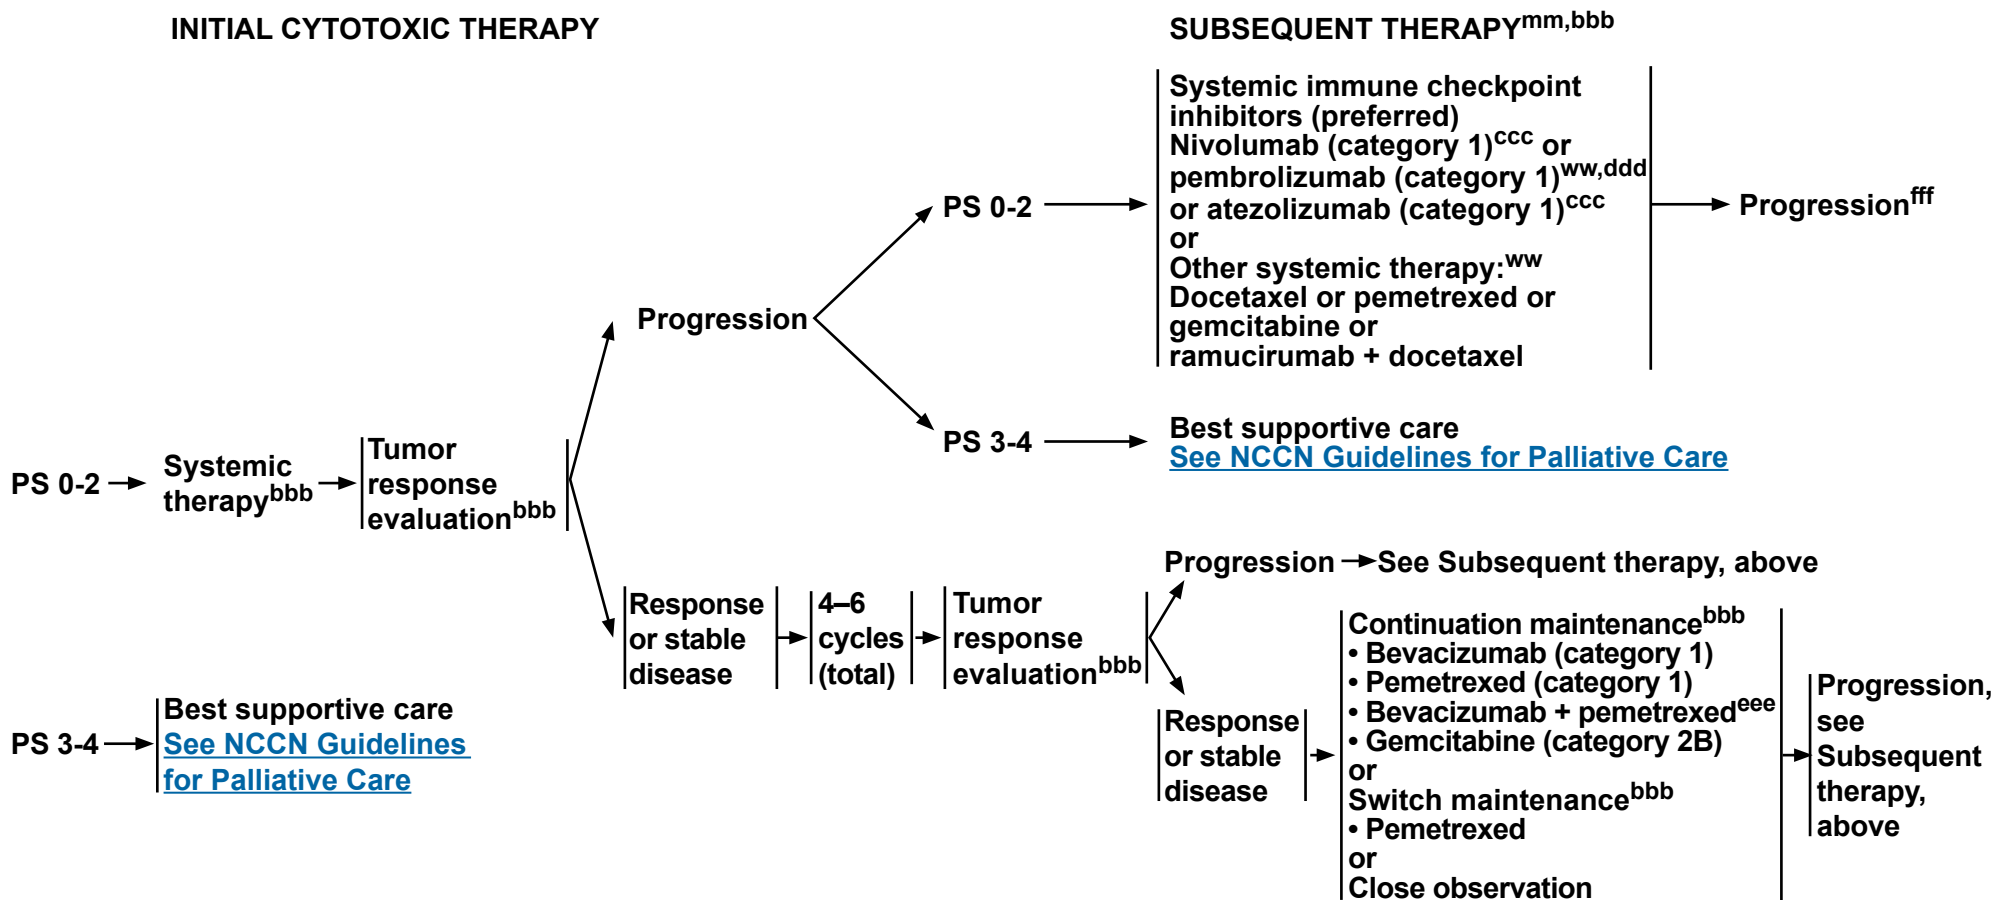 INITIAL CYTOTOXIC THERAPY
SUBSEQUENT THERAPYmm,bbb
Systemic immune checkpoint
inhibitors (preferred)
Nivolumab (category 1)ccc or
pembrolizumab (category 1)ww,ddd
or atezolizumab (category 1)ccc
or
Other systemic therapy:ww
Docetaxel or pemetrexed or
gemcitabine or
ramucirumab + docetaxel
PS 0-2
Progressionfff
Progression
PS 3-4
Best supportive care
See NCCN Guidelines for Palliative Care
PS 0-2
Systemic
therapybbb
Tumor
response
evaluationbbb
Progression
See Subsequent therapy, above
Response
or stable
disease
4–6
cycles
(total)
Tumor
response
evaluationbbb
Response
or stable
disease
Continuation maintenancebbb
• Bevacizumab (category 1)
• Pemetrexed (category 1)
• Bevacizumab + pemetrexedeee
• Gemcitabine (category 2B)
or
Switch maintenancebbb
• Pemetrexed
or
Close observation
Progression,
see
Subsequent
therapy,
above
PS 3-4
Best supportive care
See NCCN Guidelines
for Palliative Care